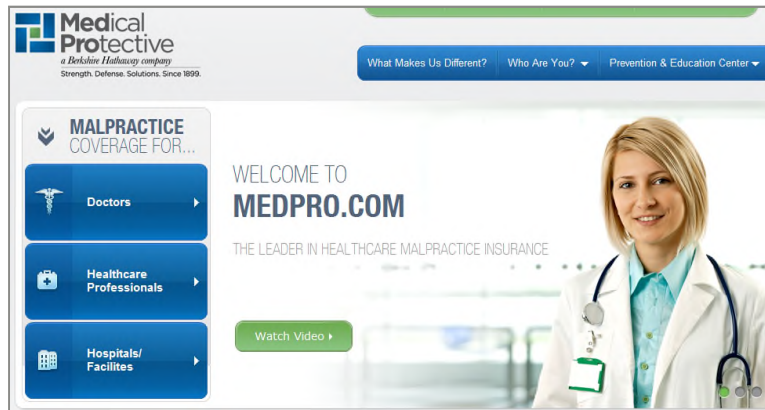 Medical
Protective
a Berkshire Hathaway company
Strength. Defense. Solutions. Since 1899.
What Makes Us Different? Who Are You? Prevention & Education Center
MALPRACTICE
COVERAGE FOR...
Doctors
Healthcare
Professionals
Hospitals/
Facilites
WELCOME TO
MEDPRO.COM
THE LEADER IN HEALTHCARE MALPRACTICE INSURANCE
Watch Video